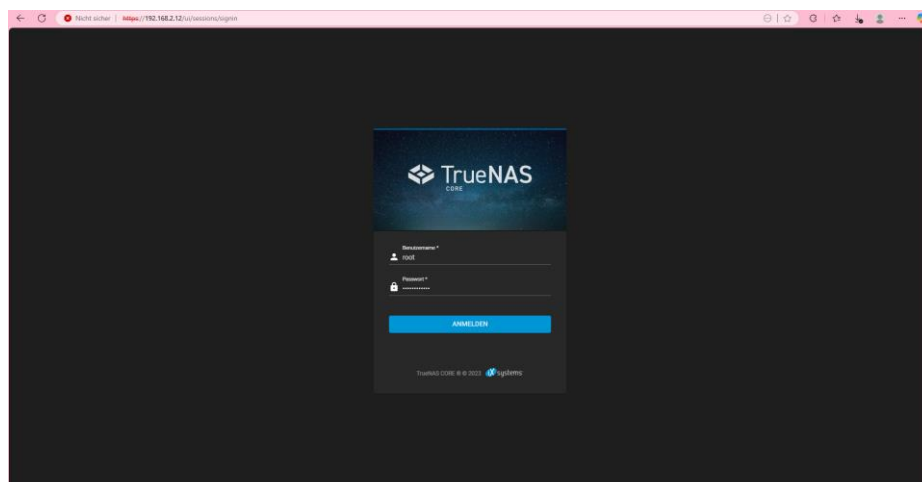 Nicht sicher | https://192.168.2.12/ui/sessions/signin
TrueNAS
CORE
Benutzername *
root
Passwort *
ANMELDEN
TrueNAS CORE ® © 2023 iXsystems